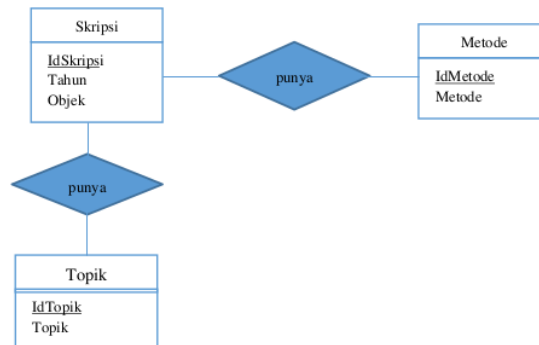 Skripsi
IdSkripsi
Tahun
Objek
punya
Metode
IdMetode
Metode
punya
Topik
IdTopik
Topik